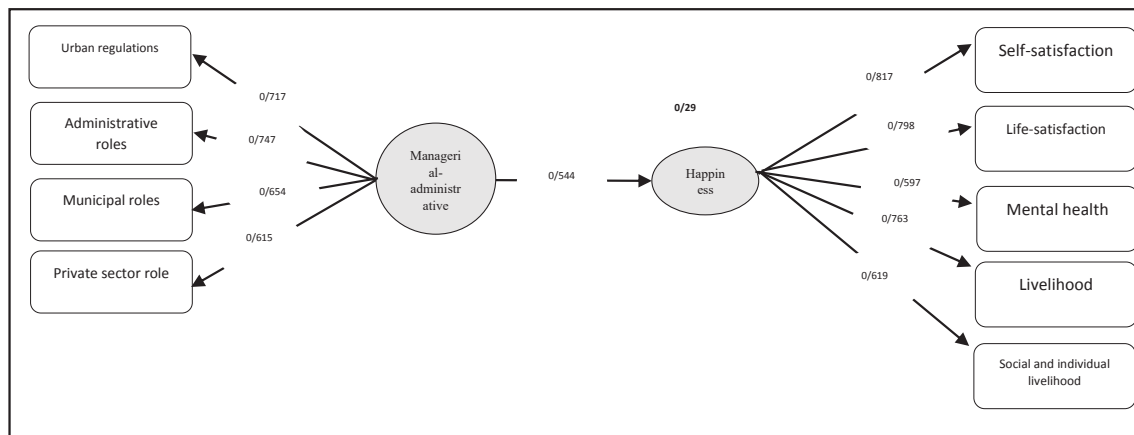 Urban regulations
0/717
Administrative
roles
0/747
Municipal roles
0/654
Private sector role
0/615
Manageri
al-administr
ative
0/544
0/29
Happin
ess
0/817
Self-satisfaction
0/798
Life-satisfaction
0/597
Mental health
0/763
Livelihood
0/619
Social and individual
livelihood